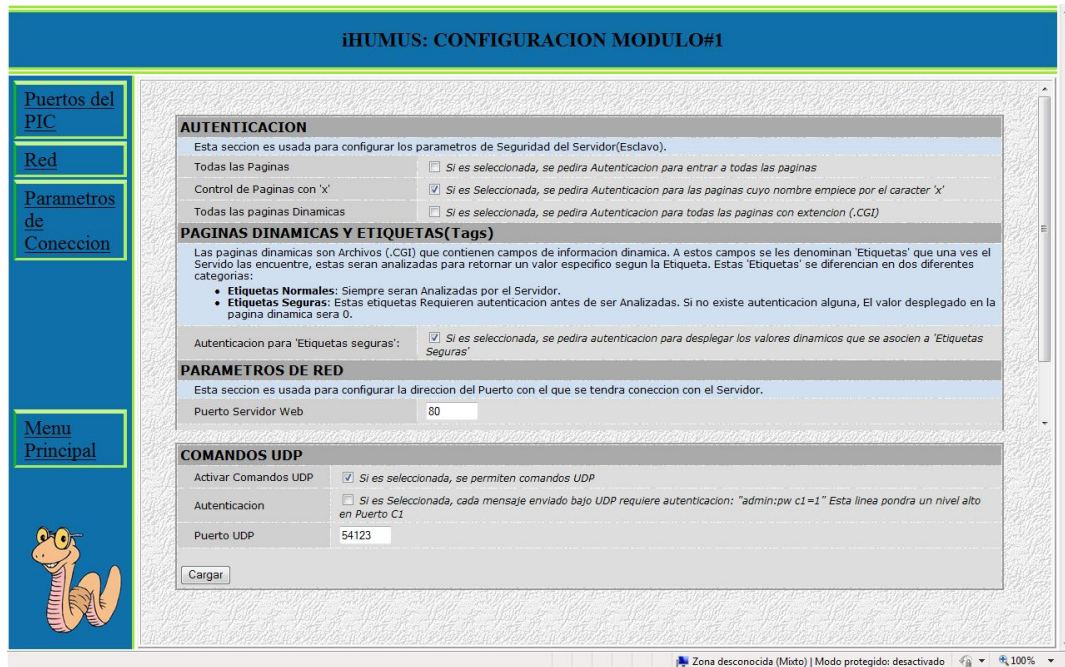 iHUMUS: CONFIGURACION MODULO#1
Puertos del
PIC
Red
Parametros
de
Coneccion
Menu
Principal
AUTENTICACION
Esta seccion es usada para configurar los parametros de Seguridad del Servidor(Esclavo).
Todas las Paginas
Si es seleccionada, se pedira Autenticacion para entrar a todas las paginas
Control de Paginas con 'x'
Si es Seleccionada, se pedira Autenticacion para las paginas cuyo nombre empiece por el caracter 'x'
Todas las paginas Dinamicas
Si es seleccionada, se pedira Autenticacion para todas las paginas con extencion (.CGI)
PAGINAS DINAMICAS Y ETIQUETAS(Tags)
Las paginas dinamicas son Archivos (.CGI) que contienen campos de informacion dinamica. A estos campos se les denominan 'Etiquetas' que una ves el
Servido las encuentre, estas seran analizadas para retornar un valor especifico segun la Etiqueta. Estas 'Etiquetas' se diferencian en dos diferentes
categorias:
• Etiquetas Normales: Siempre seran Analizadas por el Servidor.
• Etiquetas Seguras: Estas etiquetas Requieren autenticacion antes de ser Analizadas. Si no existe autenticacion alguna, El valor desplegado en la
pagina dinamica sera 0.
Autenticacion para 'Etiquetas seguras':
Si es seleccionada, se pedira autenticacion para desplegar los valores dinamicos que se asocien a 'Etiquetas
Seguras'
PARAMETROS DE RED
Esta seccion es usada para configurar la direccion del Puerto con el que se tendra coneccion con el Servidor.
Puerto Servidor Web
80
COMANDOS UDP
Activar Comandos UDP
Si es seleccionada, se permiten comandos UDP
Autenticacion
Si es Seleccionada, cada mensaje enviado bajo UDP requiere autenticacion: "admin:pw c1=1" Esta linea pondra un nivel alto
en Puerto C1
Puerto UDP
54123
Cargar
Zona desconocida (Mixto) | Modo protegido: desactivado
100%